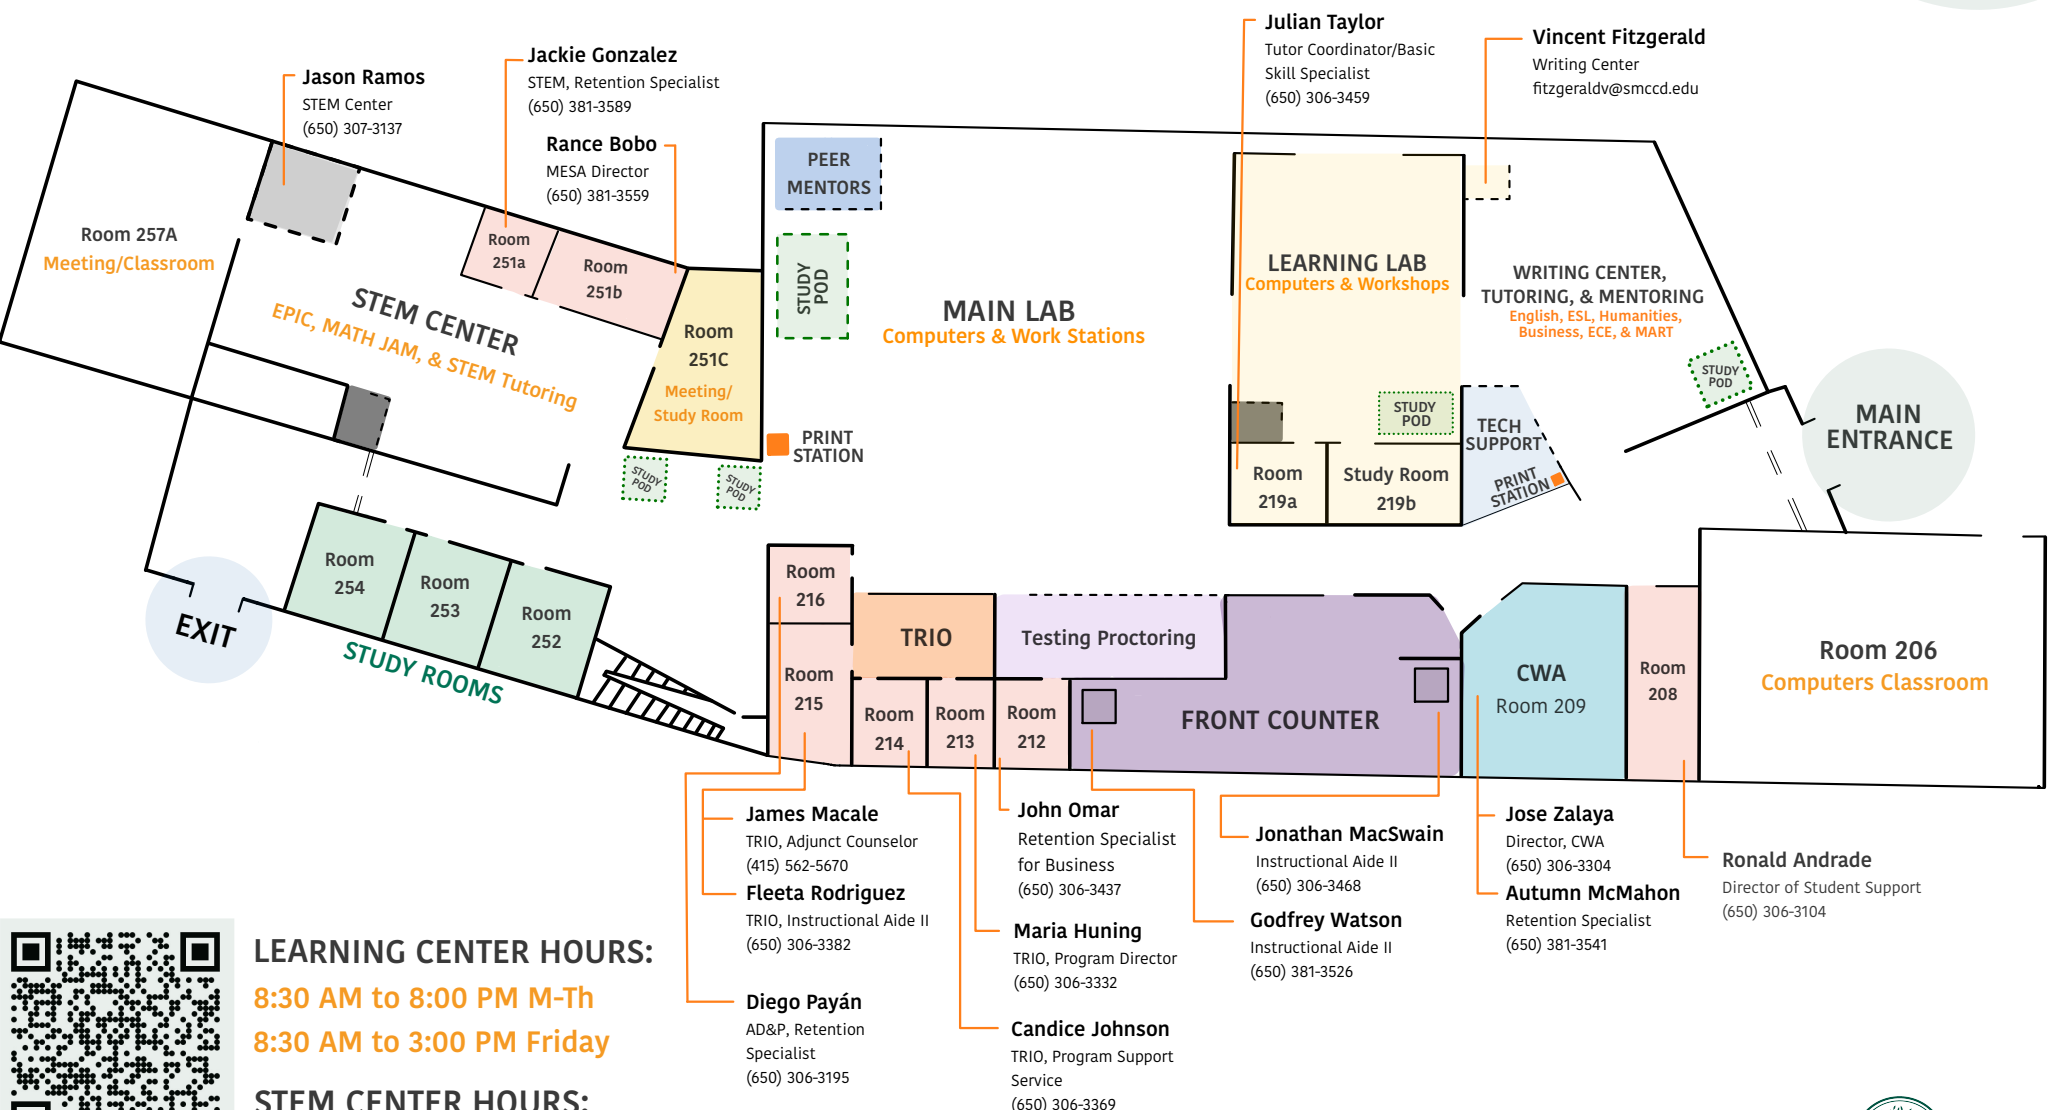 Jason Ramos
STEM Center
(650) 307-3137
Jackie Gonzalez
STEM, Retention Specialist
(650) 381-3589
Rance Bobo
MESA Director
(650) 381-3559
Julian Taylor
Tutor Coordinator/Basic
Skill Specialist
(650) 306-3459
Vincent Fitzgerald
Writing Center
fitzgeraldv@smccd.edu
Room 257A
Meeting/Classroom
STEM CENTER
EPIC, MATH JAM, & STEM Tutoring
Room
251a
Room
251b
Room
251C
Meeting/
Study Room
PEER
MENTORS
STUDY
POD
MAIN LAB
Computers & Work Stations
PRINT
STATION
STUDY
POD
STUDY
POD
LEARNING LAB
Computers & Workshops
STUDY
POD
Room
219a
Study Room
219b
TECH
SUPPORT
PRINT
STATION
WRITING CENTER,
TUTORING, & MENTORING
English, ESL, Humanities,
Business, ECE, & MART
STUDY
POD
MAIN
ENTRANCE
EXIT
Room
254
Room
253
Room
252
STUDY ROOMS
Room
216
Room
215
TRIO
Room
214
Room
213
Room
212
Testing Proctoring
FRONT COUNTER
CWA
Room 209
Room
208
Room 206
Computers Classroom
James Macale
TRIO, Adjunct Counselor
(415) 562-5670
Fleeta Rodriguez
TRIO, Instructional Aide II
(650) 306-3382
Diego Payán
AD&P, Retention
Specialist
(650) 306-3195
John Omar
Retention Specialist
for Business
(650) 306-3437
Maria Huning
TRIO, Program Director
(650) 306-3332
Candice Johnson
TRIO, Program Support
Service
(650) 306-3369
Jonathan MacSwain
Instructional Aide II
(650) 306-3468
Godfrey Watson
Instructional Aide II
(650) 381-3526
Jose Zalaya
Director, CWA
(650) 306-3304
Autumn McMahon
Retention Specialist
(650) 381-3541
Ronald Andrade
Director of Student Support
(650) 306-3104
LEARNING CENTER HOURS:
8:30 AM to 8:00 PM M-Th
8:30 AM to 3:00 PM Friday
STEM CENTER HOURS: